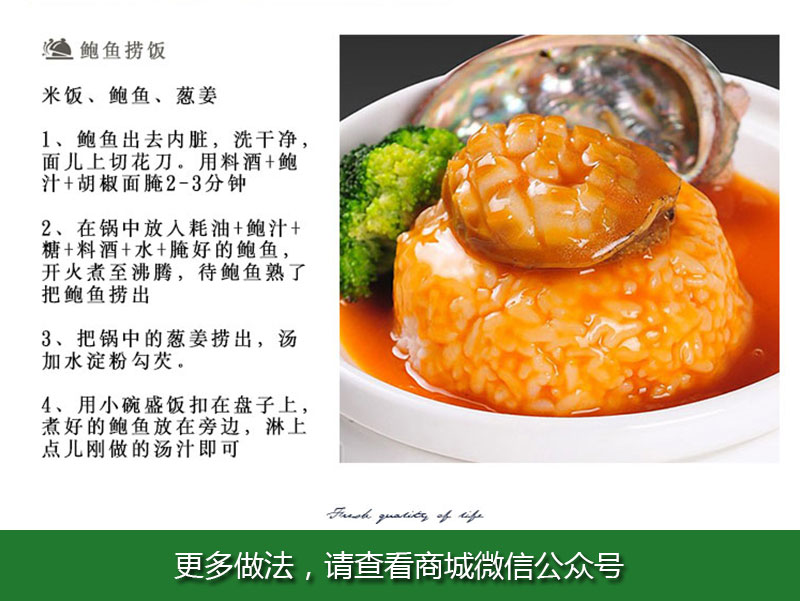 鲍鱼捞饭
米饭、鲍鱼、葱姜
1、鲍鱼出去内脏，洗干净，
面儿上切花刀。用料酒+鲍
汁+胡椒面腌2-3分钟
2、在锅中放入耗油+鲍汁+
糖+料酒+水+腌好的鲍鱼，
开火煮至沸腾，待鲍鱼熟了
把鲍鱼捞出
3、把锅中的葱姜捞出，汤
加水淀粉勾芡。
4、用小碗盛饭扣在盘子上，
煮好的鲍鱼放在旁边，淋上
点儿刚做的汤汁即可
Fresh quality of life
更多做法，请查看商城微信公众号